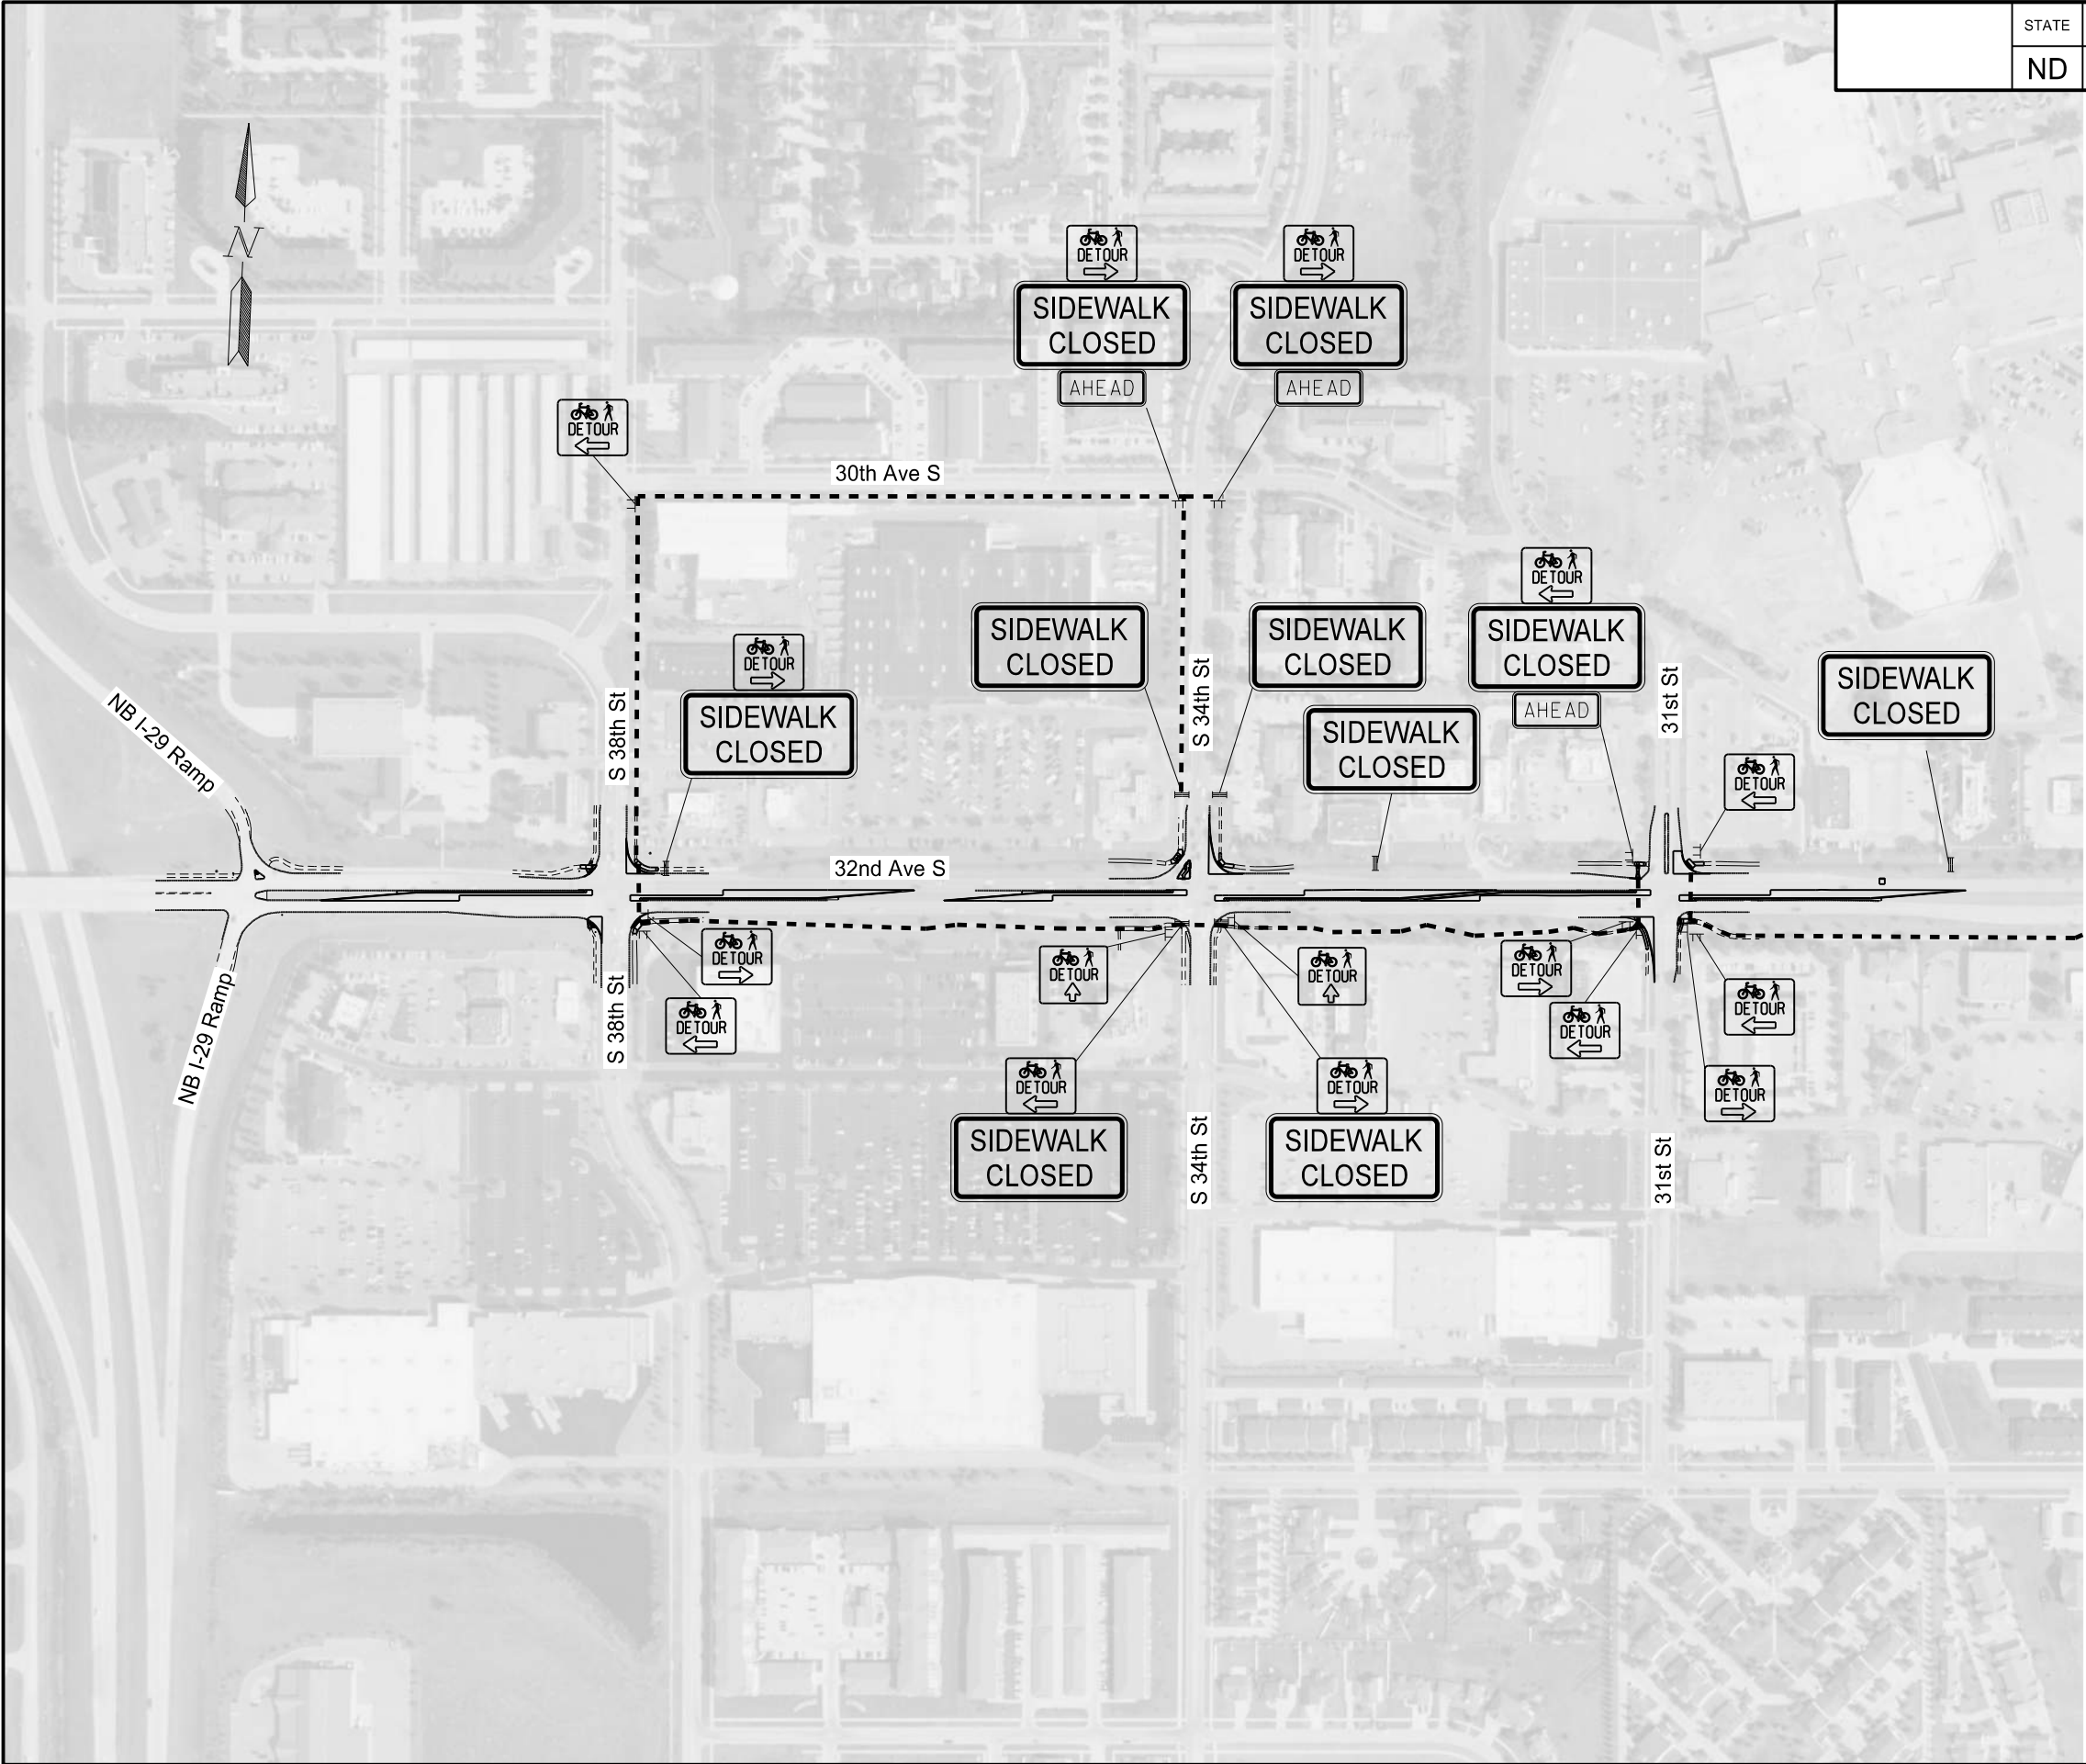 STATE
ND
N
DETOUR
SIDEWALK
CLOSED
AHEAD
DETOUR
SIDEWALK
CLOSED
AHEAD
DETOUR
30th Ave S
DETOUR
SIDEWALK
CLOSED
AHEAD
SIDEWALK
CLOSED
SIDEWALK
CLOSED
DETOUR
SIDEWALK
CLOSED
SIDEWALK
CLOSED
SIDEWALK
CLOSED
NB I-29 Ramp
S 38th St
S 34th St
31st St
DETOUR
32nd Ave S
DETOUR
DETOUR
DETOUR
DETOUR
DETOUR
DETOUR
DETOUR
DETOUR
NB I-29 Ramp
S 38th St
DETOUR
SIDEWALK
CLOSED
DETOUR
SIDEWALK
CLOSED
S 34th St
31st St